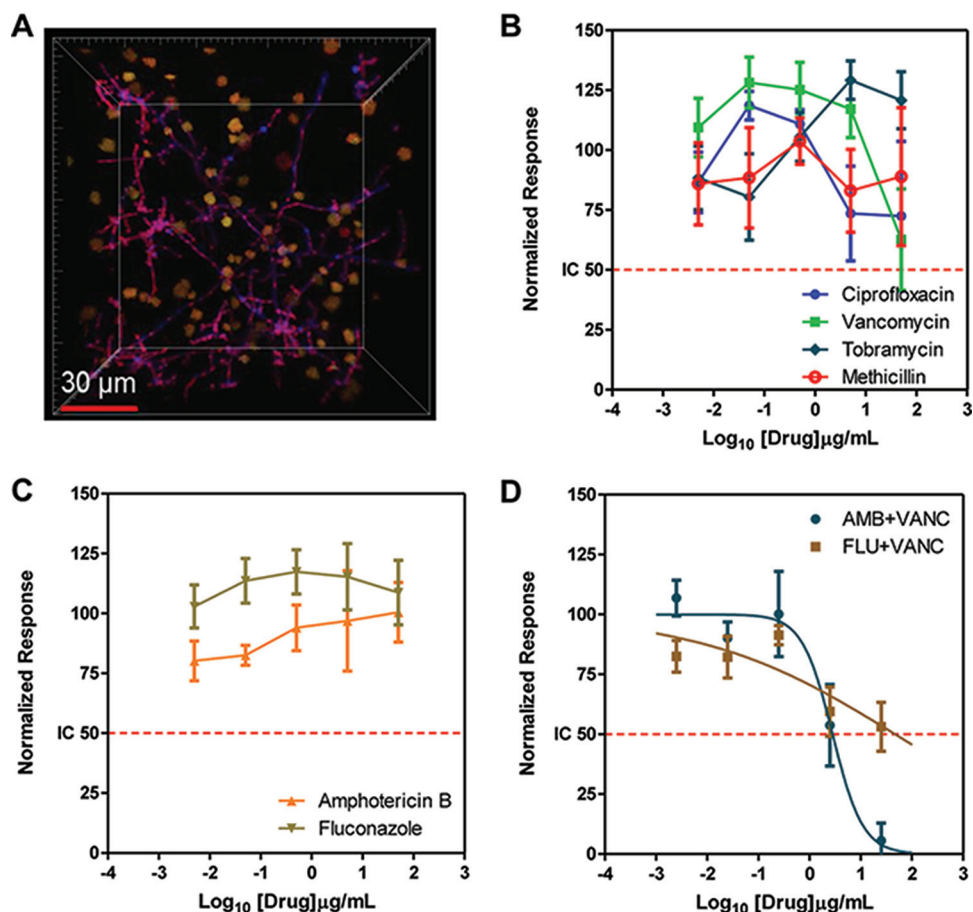 A
30 µm
B
150
125
100
75
IC 50
25
0
Normalized Response
Ciprofloxacin
Vancomycin
Tobramycin
Methicillin
-4 -3 -2 -1 0 1 2 3
Log10 [Drug]µg/mL
C
150
125
100
75
IC 50
25
0
Normalized Response
Amphotericin B
Fluconazole
-4 -3 -2 -1 0 1 2 3
Log10 [Drug]µg/mL
D
150
125
100
75
IC 50
25
0
Normalized Response
AMB+VANC
FLU+VANC
-4 -3 -2 -1 0 1 2 3
Log10 [Drug]µg/mL